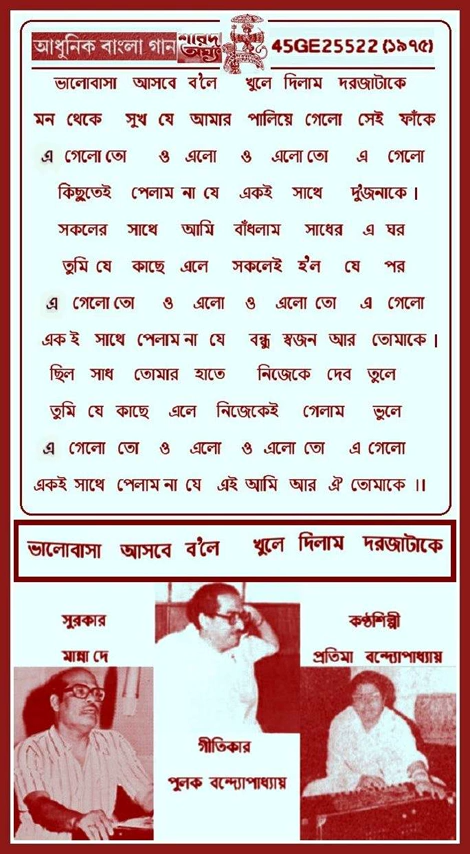 আধুনিক বাংলা গান শারদ অর্ঘ্য 45GE25522 (১৯৭৫)
ভালোবাসা আসবে ব'লে খুলে দিলাম দরজাটাকে
মন থেকে সুখ যে আমার পালিয়ে গেলো সেই ফাঁকে
এ গেলো তো ও এলো ও এলো তো এ গেলো
কিছুতেই পেলাম না যে একই সাথে দু'জনাকে।
সকলের সাথে আমি বাঁধলাম সাধের এ ঘর
তুমি যে কাছে এলে সকলেই হ'ল যে পর
এ গেলো তো ও এলো ও এলো তো এ গেলো
একই সাথে পেলাম না যে বন্ধু স্বজন আর তোমাকে।
ছিল সাধ তোমার হাতে নিজেকে দেব তুলে
তুমি যে কাছে এলে নিজেকেই গেলাম ভুলে
এ গেলো তো ও এলো ও এলো তো এ গেলো
একই সাথে পেলাম না যে এই আমি আর ঐ তোমাকে ।।
ভালোবাসা আসবে ব'লে খুলে দিলাম দরজাটাকে
সুরকার
মান্না দে
গীতিকার
পুলক বন্দ্যোপাধ্যায়
কণ্ঠশিল্পী
প্রতিমা বন্দ্যোপাধ্যায়